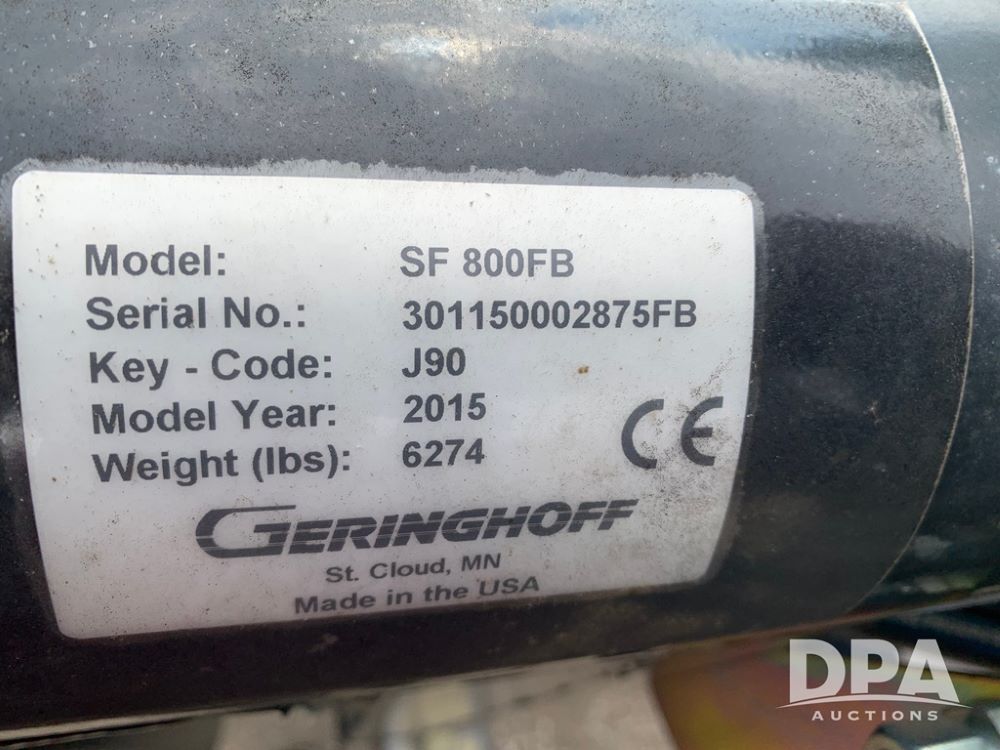 Model: SF 800FB
Serial No.: 301150002875FB
Key - Code: J90
Model Year: 2015
Weight (lbs): 6274
CE
GERINGHOFF
St. Cloud, MN
Made in the USA
DPA
AUCTIONS